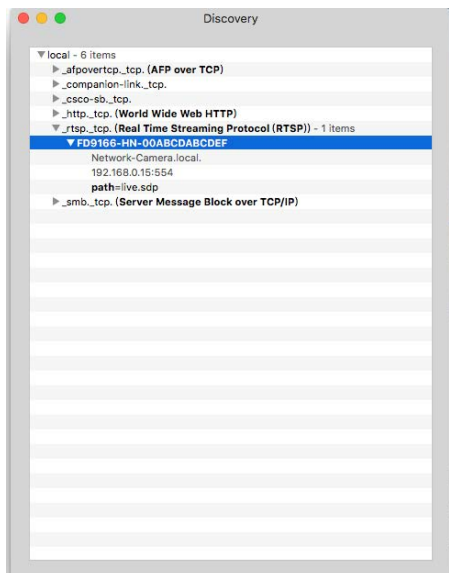 Discovery
local - 6 items
_afpovertcp._tcp. (AFP over TCP)
_companion-link._tcp.
_csco-sb._tcp.
_http._tcp. (World Wide Web HTTP)
_rtsp._tcp. (Real Time Streaming Protocol (RTSP)) - 1 items
FD9166-HN-00ABCDABCDEF
Network-Camera.local.
192.168.0.15:554
path=live.sdp
_smb._tcp. (Server Message Block over TCP/IP)